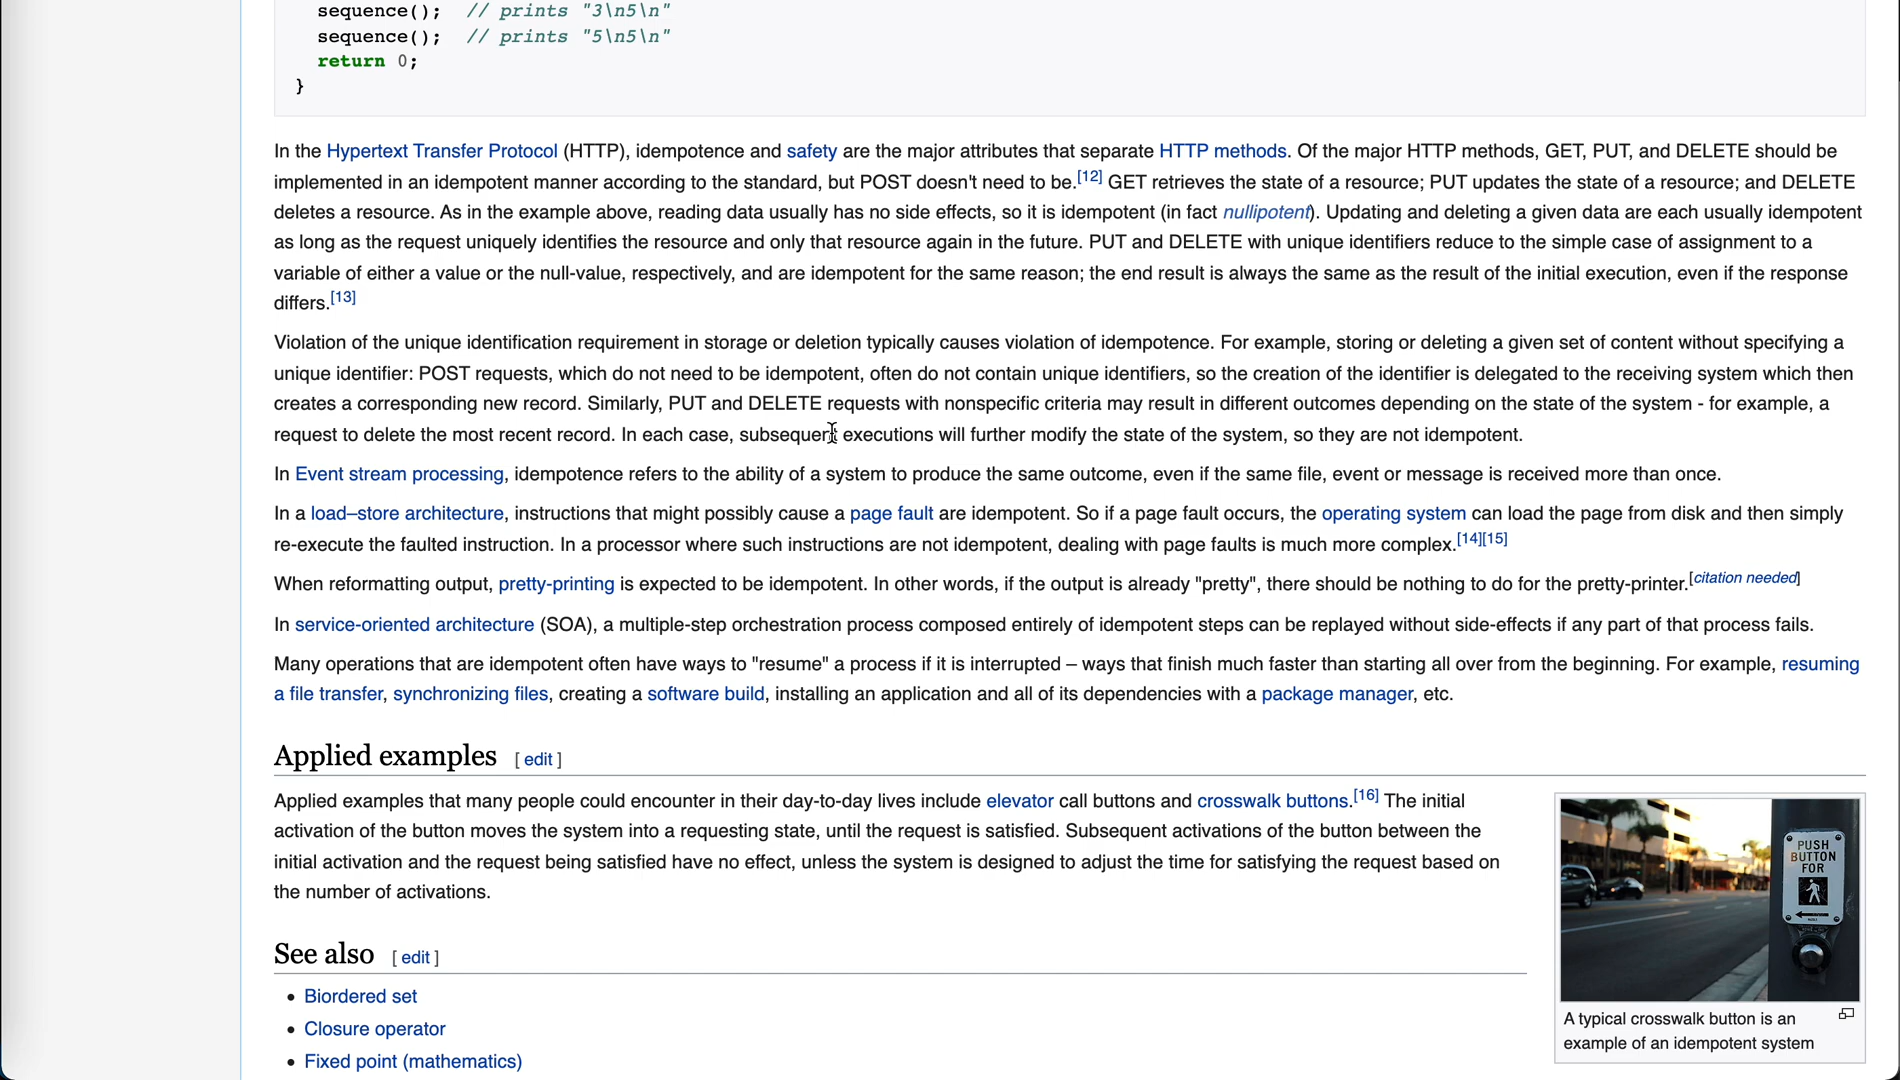 sequence();  // prints "3\n5\n"
sequence();  // prints "5\n5\n"
return 0;
}
In the Hypertext Transfer Protocol (HTTP), idempotence and safety are the major attributes that separate HTTP methods. Of the major HTTP methods, GET, PUT, and DELETE should be
implemented in an idempotent manner according to the standard, but POST doesn't need to be.[12] GET retrieves the state of a resource; PUT updates the state of a resource; and DELETE
deletes a resource. As in the example above, reading data usually has no side effects, so it is idempotent (in fact nullipotent). Updating and deleting a given data are each usually idempotent
as long as the request uniquely identifies the resource and only that resource again in the future. PUT and DELETE with unique identifiers reduce to the simple case of assignment to a
variable of either a value or the null-value, respectively, and are idempotent for the same reason; the end result is always the same as the result of the initial execution, even if the response
differs.[13]
Violation of the unique identification requirement in storage or deletion typically causes violation of idempotence. For example, storing or deleting a given set of content without specifying a
unique identifier: POST requests, which do not need to be idempotent, often do not contain unique identifiers, so the creation of the identifier is delegated to the receiving system which then
creates a corresponding new record. Similarly, PUT and DELETE requests with nonspecific criteria may result in different outcomes depending on the state of the system - for example, a
request to delete the most recent record. In each case, subsequent executions will further modify the state of the system, so they are not idempotent.
In Event stream processing, idempotence refers to the ability of a system to produce the same outcome, even if the same file, event or message is received more than once.
In a load–store architecture, instructions that might possibly cause a page fault are idempotent. So if a page fault occurs, the operating system can load the page from disk and then simply
re-execute the faulted instruction. In a processor where such instructions are not idempotent, dealing with page faults is much more complex.[14][15]
When reformatting output, pretty-printing is expected to be idempotent. In other words, if the output is already "pretty", there should be nothing to do for the pretty-printer.[citation needed]
In service-oriented architecture (SOA), a multiple-step orchestration process composed entirely of idempotent steps can be replayed without side-effects if any part of that process fails.
Many operations that are idempotent often have ways to "resume" a process if it is interrupted – ways that finish much faster than starting all over from the beginning. For example, resuming
a file transfer, synchronizing files, creating a software build, installing an application and all of its dependencies with a package manager, etc.
Applied examples [ edit ]
Applied examples that many people could encounter in their day-to-day lives include elevator call buttons and crosswalk buttons.[16] The initial
activation of the button moves the system into a requesting state, until the request is satisfied. Subsequent activations of the button between the
initial activation and the request being satisfied have no effect, unless the system is designed to adjust the time for satisfying the request based on
the number of activations.
PUSH
BUTTON
FOR
A typical crosswalk button is an
example of an idempotent system
See also [ edit ]
• Biordered set
• Closure operator
• Fixed point (mathematics)